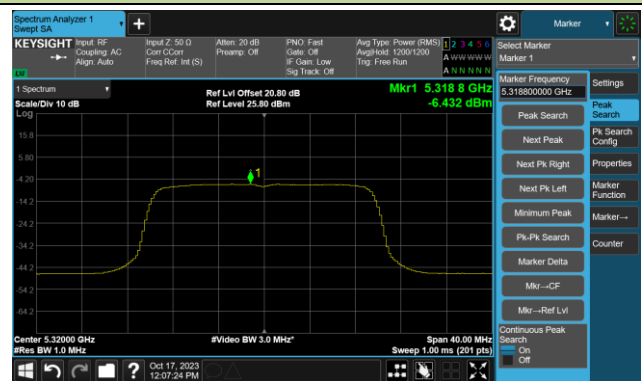 Spectrum Analyzer 1
Swept SA
Marker
KEYSIGHT
Input: RF
Coupling: AC
Align: Auto
Input Z: 50 Ω
Corr CCorr
Freq Ref: Int (S)
Atten: 20 dB
Preamp: Off
PNO: Fast
Gate: Off
IF Gain: Low
Sig Track: Off
Avg Type: Power (RMS)
Avg|Hold: 1200/1200
Trig: Free Run
1 2 3 4 5 6
A W W W W W
A N N N N N
LXI
Select Marker
Marker 1
1 Spectrum
Scale/Div 10 dB
Log
Ref Lvl Offset 20.80 dB
Ref Level 25.80 dBm
Mkr1 5.318 8 GHz
-6.432 dBm
15.8
5.80
-4.20
-14.2
-24.2
-34.2
-44.2
-54.2
-64.2
1
Center 5.32000 GHz
#Res BW 1.0 MHz
#Video BW 3.0 MHz*
Span 40.00 MHz
Sweep 1.00 ms (201 pts)
Marker Frequency
5.318800000 GHz
Peak Search
Next Peak
Next Pk Right
Next Pk Left
Minimum Peak
Pk-Pk Search
Marker Delta
Mkr→CF
Mkr→Ref Lvl
Continuous Peak
Search
On
Off
Settings
Peak
Search
Pk Search
Config
Properties
Marker
Function
Marker→
Counter
?
Oct 17, 2023
12:07:24 PM